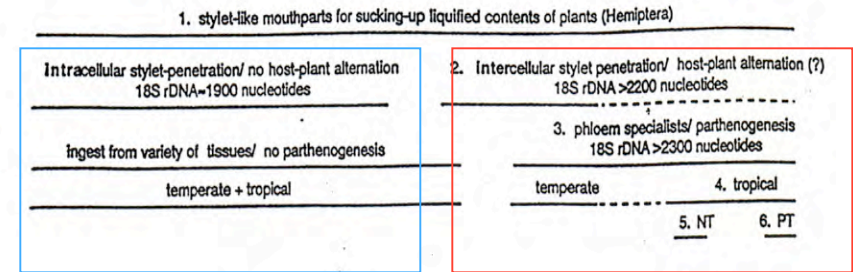 1. stylet-like mouthparts for sucking-up liquified contents of plants (Hemiptera)
Intracellular stylet-penetration/ no host-plant alternation
18S rDNA~1900 nucleotides
ingest from variety of tissues/ no parthenogenesis
temperate + tropical
2. Intercellular stylet penetration/ host-plant alternation (?)
18S rDNA >2200 nucleotides
3. phloem specialists/ parthenogenesis
18S rDNA >2300 nucleotides
temperate 4. tropical
5. NT 6. PT